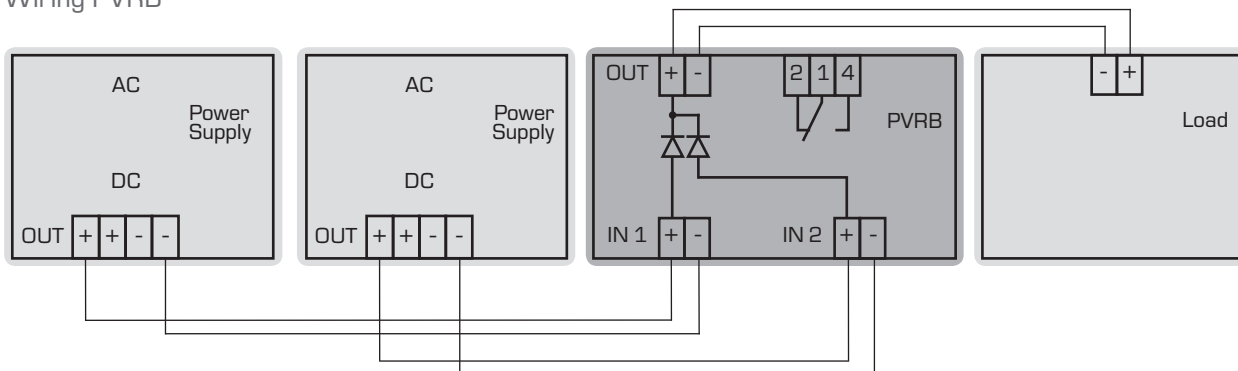 Wiring PVRB
AC
Power
Supply
DC
OUT + + - -
AC
Power
Supply
DC
OUT + + - -
OUT + -
2 1 4
PVRB
IN 1 + -
IN 2 + -
- +
Load